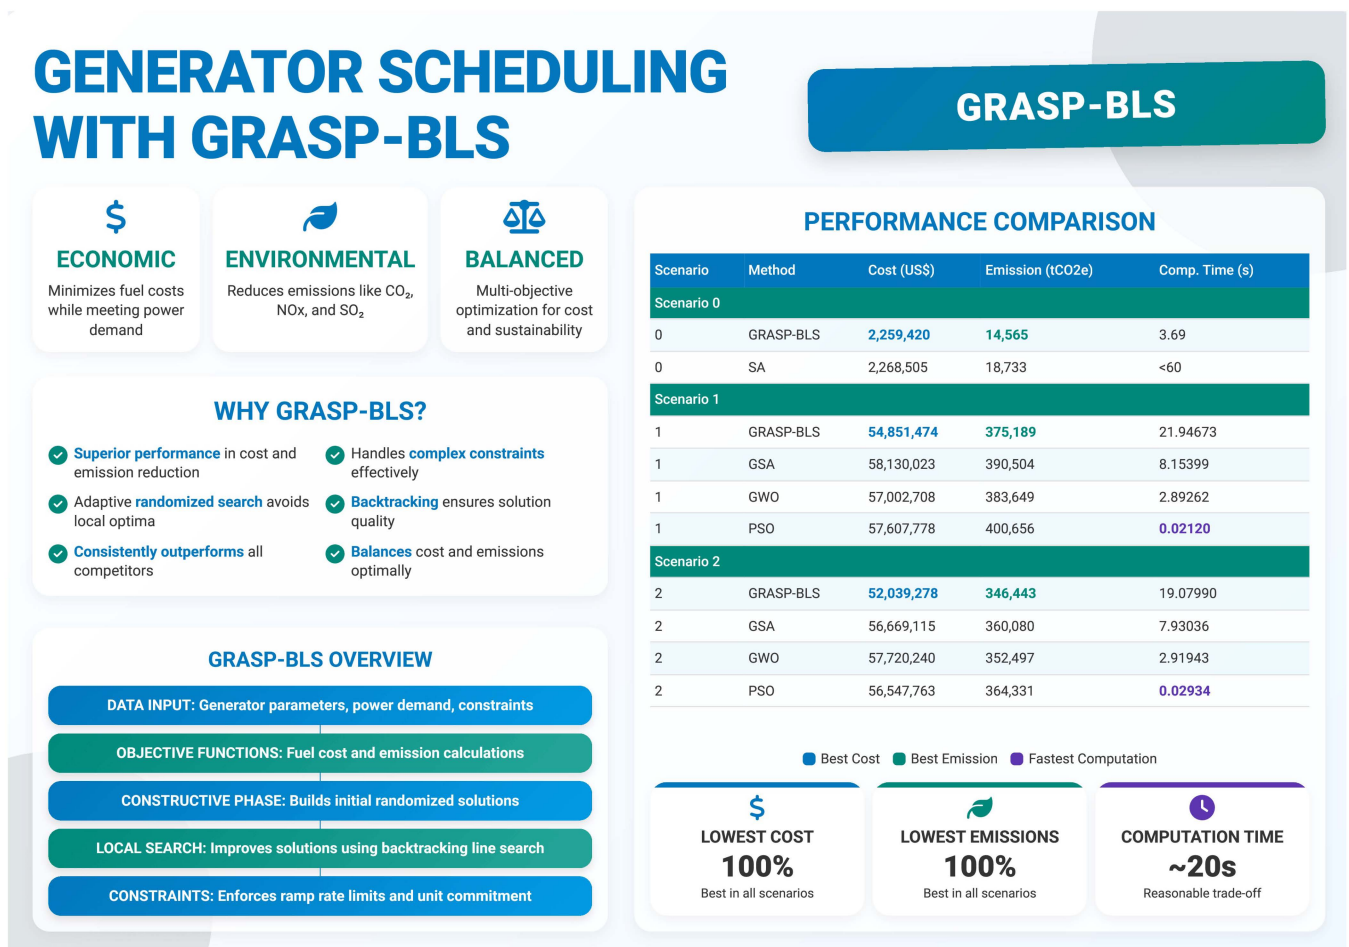 GENERATOR SCHEDULING
WITH GRASP-BLS
GRASP-BLS
ECONOMIC
Minimizes fuel costs
while meeting power
demand
ENVIRONMENTAL
Reduces emissions like CO₂,
NOx, and SO₂
BALANCED
Multi-objective
optimization for cost
and sustainability
WHY GRASP-BLS?
Superior performance in cost and
emission reduction
Handles complex constraints
effectively
Adaptive randomized search avoids
local optima
Backtracking ensures solution
quality
Consistently outperforms all
competitors
Balances cost and emissions
optimally
GRASP-BLS OVERVIEW
DATA INPUT: Generator parameters, power demand, constraints
OBJECTIVE FUNCTIONS: Fuel cost and emission calculations
CONSTRUCTIVE PHASE: Builds initial randomized solutions
LOCAL SEARCH: Improves solutions using backtracking line search
CONSTRAINTS: Enforces ramp rate limits and unit commitment
PERFORMANCE COMPARISON
Scenario Method Cost (US$) Emission (tCO2e) Comp. Time (s)
Scenario 0
0 GRASP-BLS 2,259,420 14,565 3.69
0 SA 2,268,505 18,733 <60
Scenario 1
1 GRASP-BLS 54,851,474 375,189 21.94673
1 GSA 58,130,023 390,504 8.15399
1 GWO 57,002,708 383,649 2.89262
1 PSO 57,607,778 400,656 0.02120
Scenario 2
2 GRASP-BLS 52,039,278 346,443 19.07990
2 GSA 56,669,115 360,080 7.93036
2 GWO 57,720,240 352,497 2.91943
2 PSO 56,547,763 364,331 0.02934
Best Cost Best Emission Fastest Computation
LOWEST COST
100%
Best in all scenarios
LOWEST EMISSIONS
100%
Best in all scenarios
COMPUTATION TIME
~20s
Reasonable trade-off